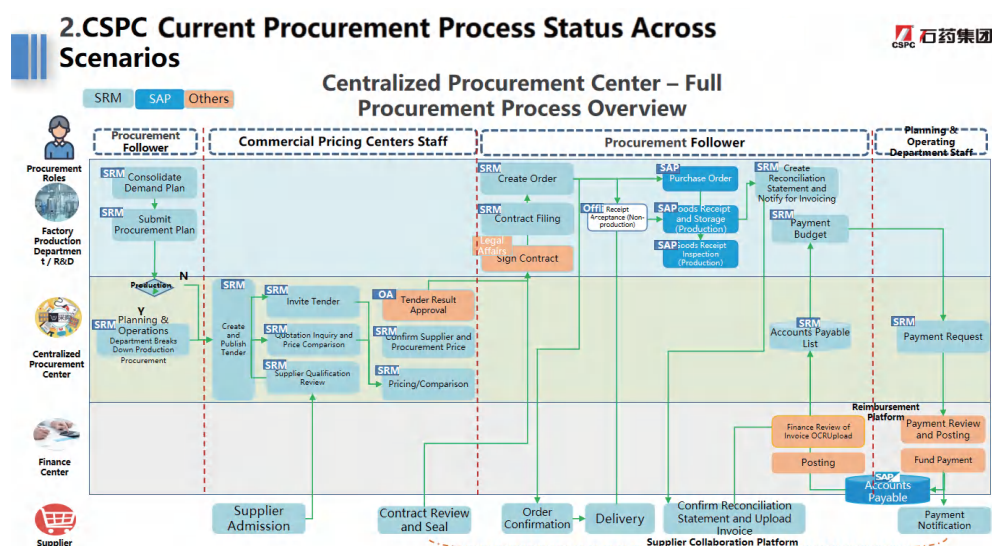 2.CSPC Current Procurement Process Status Across
Scenarios
CSPC 石药集团
Centralized Procurement Center – Full
Procurement Process Overview
SRM
SAP
Others
Procurement
Follower
Commercial Pricing Centers Staff
Procurement Follower
Planning &
Operating
Department Staff
Procurement
Roles
Factory
Production
Departmen
t / R&D
Centralized
Procurement
Center
Finance
Center
Supplier
SRM
Consolidate
Demand Plan
SRM
Submit
Procurement Plan
Production
N
Y
SRM
Planning &
Operations
Department Breaks
Down Production
Procurement
SRM
Create
and
Publish
Tender
SRM
Invite Tender
SRM
Quotation Inquiry and
Price Comparison
SRM
Supplier Qualification
Review
OA
Tender Result
Approval
SRM
Confirm Supplier and
Procurement Price
SRM
Pricing/Comparison
SRM
Create Order
SRM
Contract Filing
Legal
Affairs
Sign Contract
Offl
Receipt
Acceptance (Non-
production)
SAP
Purchase Order
SAP
oods Receipt
and Storage
(Production)
SAP
oods Receipt
Inspection
(Production)
SRM
Create
Reconciliation
Statement and
Notify for Invoicing
SRM
Payment
Budget
SRM
Accounts Payable
List
SRM
Payment Request
Reimbursement
Platform
Finance Review of
Invoice OCRUpload
Posting
Payment Review
and Posting
Fund Payment
SAP
Accounts
Payable
Supplier
Admission
Contract Review
and Seal
Order
Confirmation
Delivery
Confirm Reconciliation
Statement and Upload
Invoice
Payment
Notification
Supplier Collaboration Platform